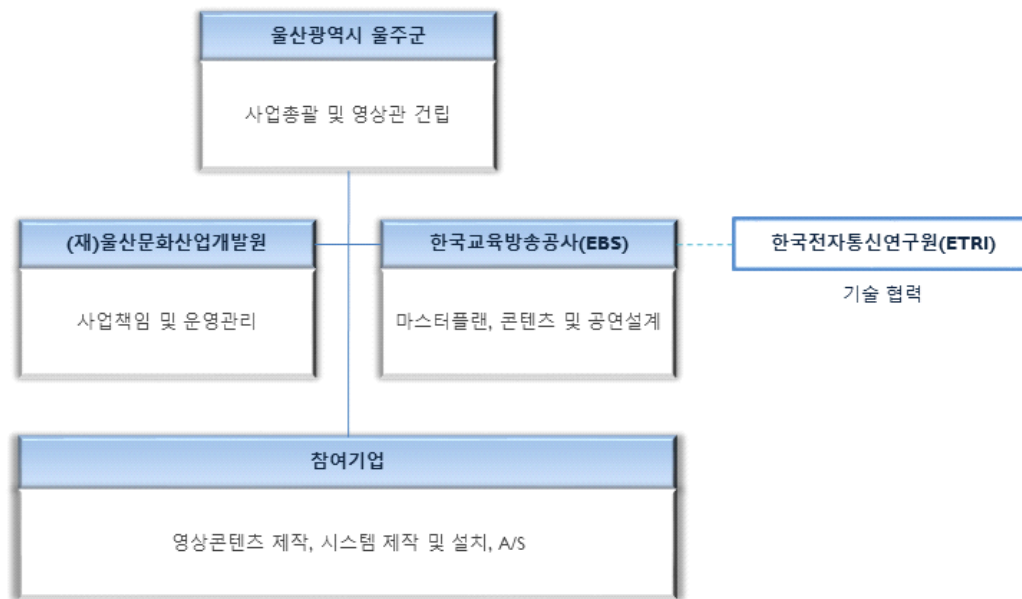 울산광역시 울주군
사업총괄 및 영상관 건립
(재)울산문화산업개발원
사업책임 및 운영관리
한국교육방송공사(EBS)
마스터플랜, 콘텐츠 및 공연설계
한국전자통신연구원(ETRI)
기술 협력
참여기업
영상콘텐츠 제작, 시스템 제작 및 설치, A/S